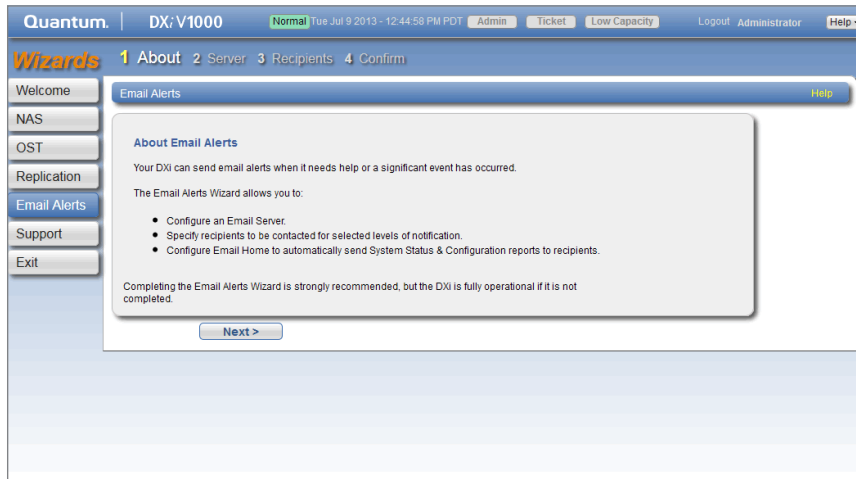 Quantum. DXi V1000 Normal Tue Jul 9 2013 - 12:44:58 PM PDT Admin Ticket Low Capacity Logout Administrator Help
Wizards 1 About 2 Server 3 Recipients 4 Confirm
Welcome
NAS
OST
Replication
Email Alerts
Support
Exit
Email Alerts Help
About Email Alerts
Your DXi can send email alerts when it needs help or a significant event has occurred.
The Email Alerts Wizard allows you to:
• Configure an Email Server.
• Specify recipients to be contacted for selected levels of notification.
• Configure Email Home to automatically send System Status & Configuration reports to recipients.
Completing the Email Alerts Wizard is strongly recommended, but the DXi is fully operational if it is not
completed.
Next >